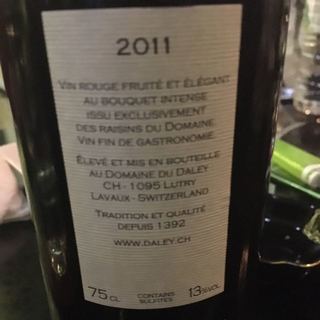 2011
VIN ROUGE FRUITÉ ET ÉLÉGANT
AU BOUQUET INTENSE
ISSU EXCLUSIVEMENT
DES RAISINS DU DOMAINE
VIN FIN DE GASTRONOMIE
ÉLEVÉ ET MIS EN BOUTEILLE
AU DOMAINE DU DALEY
CH - 1095 LUTRY
LAVAUX - SWITZERLAND
TRADITION ET QUALITÉ
DEPUIS 1392
WWW.DALEY.CH
75 CL CONTAINS SULFITES 13%VOL